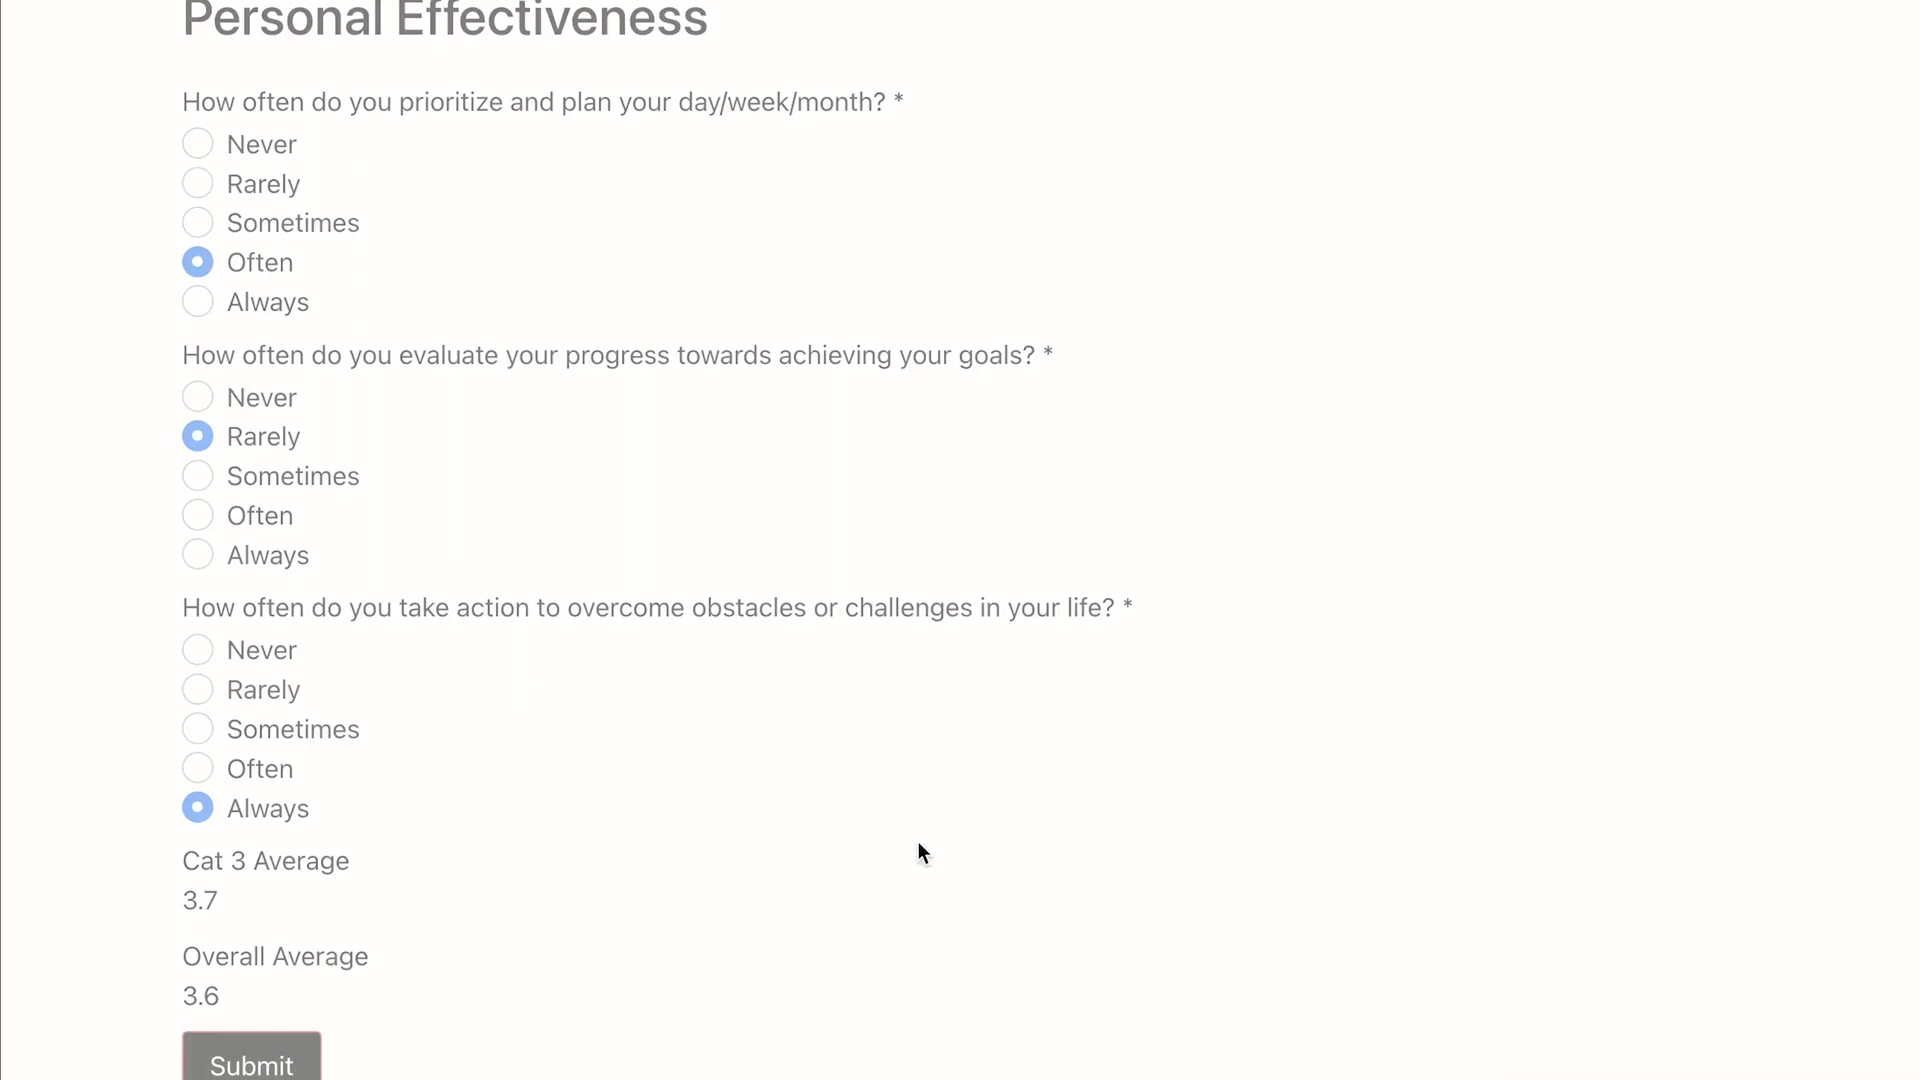 Personal Effectiveness
How often do you prioritize and plan your day/week/month? *
Never
Rarely
Sometimes
Often
Always
How often do you evaluate your progress towards achieving your goals? *
Never
Rarely
Sometimes
Often
Always
How often do you take action to overcome obstacles or challenges in your life? *
Never
Rarely
Sometimes
Often
Always
Cat 3 Average
3.7
Overall Average
3.6
Submit